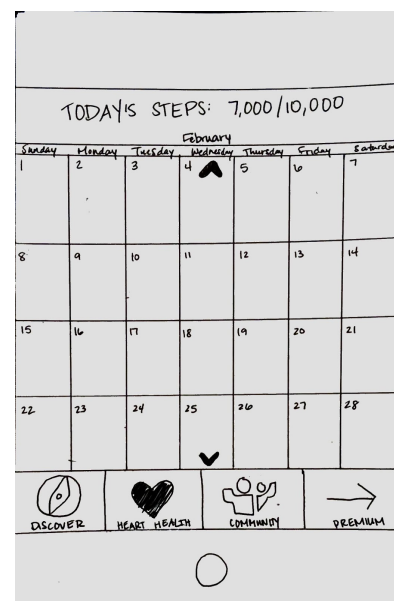 TODAY'S STEPS: 7,000/10,000
February
Sunday Monday Tuesday Wednesday Thursday Friday Saturday
1 2 3 4 5 6 7
8 9 10 11 12 13 14
15 16 17 18 19 20 21
22 23 24 25 26 27 28
DISCOVER HEART HEALTH COMMUNITY PREMIUM